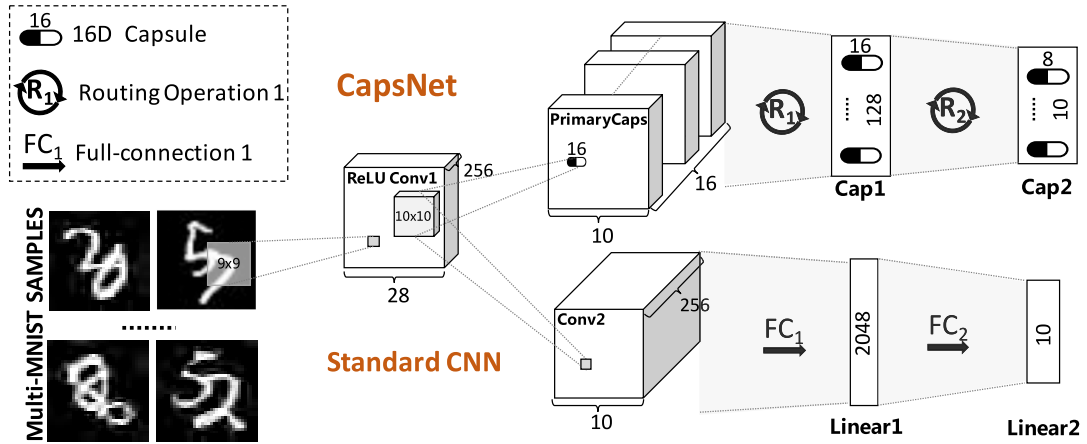 16
16D Capsule
R1
Routing Operation 1
FC1
Full-connection 1
CapsNet
PrimaryCaps
16
16
10
R1
16
128
Cap1
R2
8
10
Cap2
ReLU Conv1
256
10x10
28
Multi-MNIST SAMPLES
9x9
Standard CNN
Conv2
256
10
FC1
2048
Linear1
FC2
10
Linear2